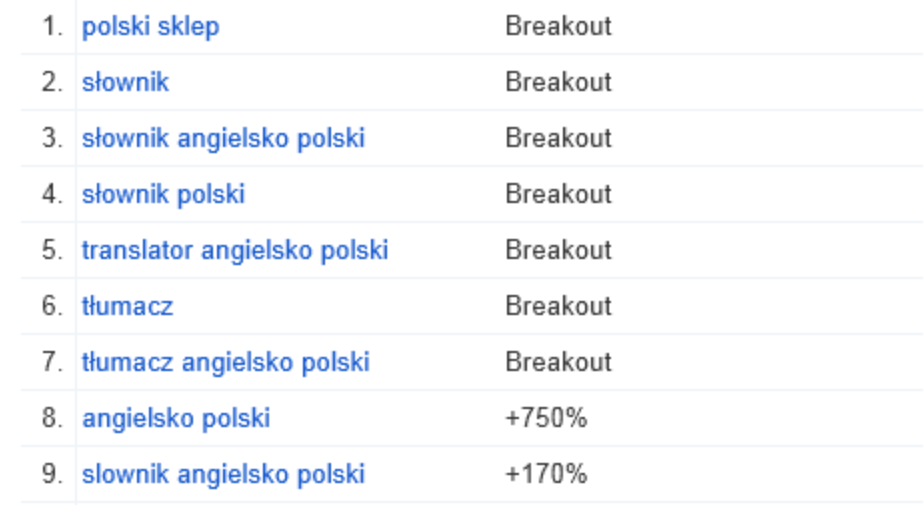 1. polski sklep Breakout
2. słownik Breakout
3. słownik angielsko polski Breakout
4. słownik polski Breakout
5. translator angielsko polski Breakout
6. tłumacz Breakout
7. tłumacz angielsko polski Breakout
8. angielsko polski +750%
9. slownik angielsko polski +170%